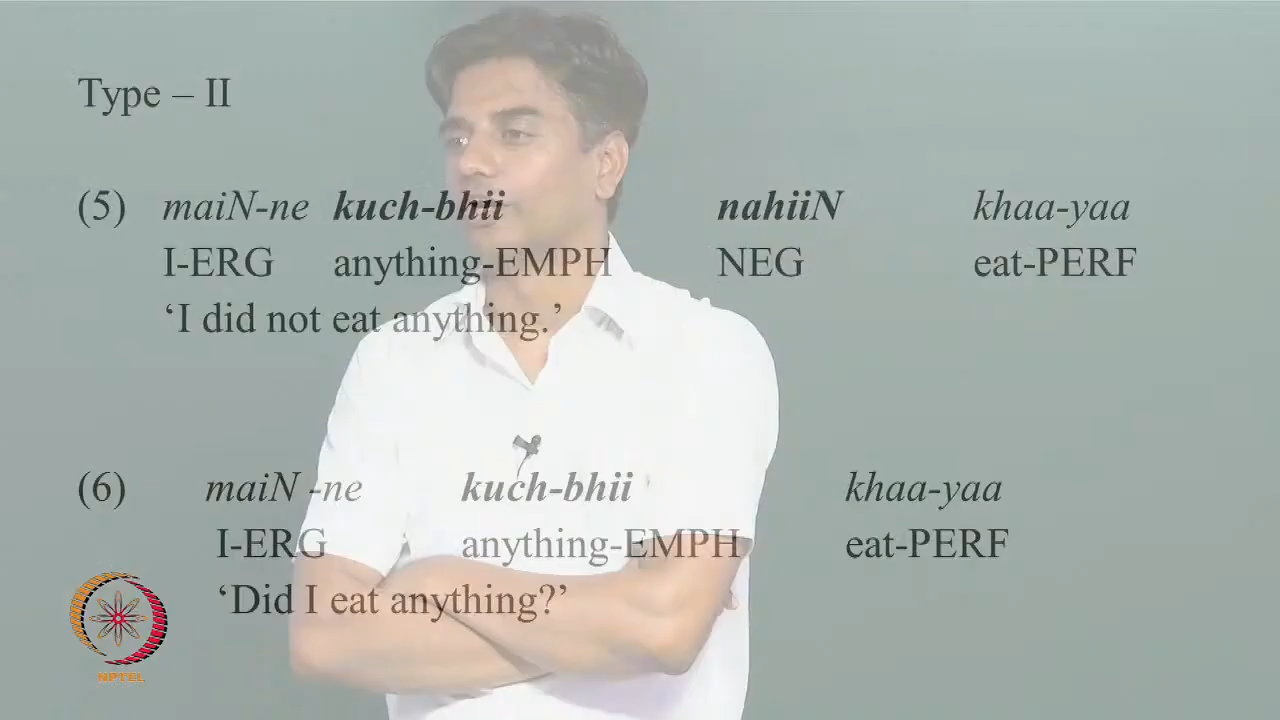 Type – II
(5) maiN-ne kuch-bhii nahiiN khaa-yaa
I-ERG anything-EMPH NEG eat-PERF
‘I did not eat anything.’
(6) maiN -ne kuch-bhii khaa-yaa
I-ERG anything-EMPH eat-PERF
‘Did I eat anything?’
NPTEL